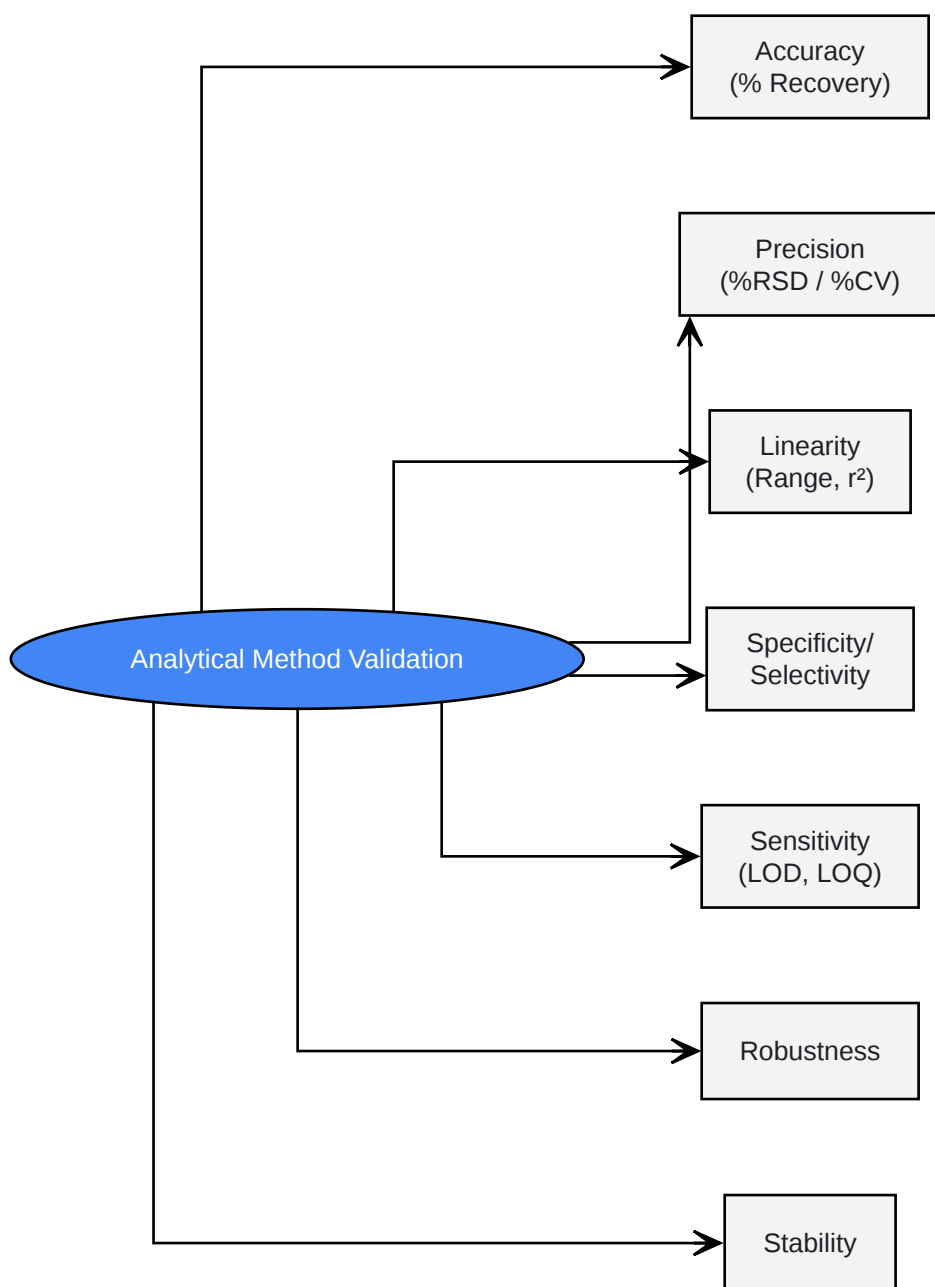 Accuracy
(% Recovery)
Precision
(%RSD / %CV)
Linearity
(Range, r²)
Specificity/
Selectivity
Analytical Method Validation
Sensitivity
(LOD, LOQ)
Robustness
Stability